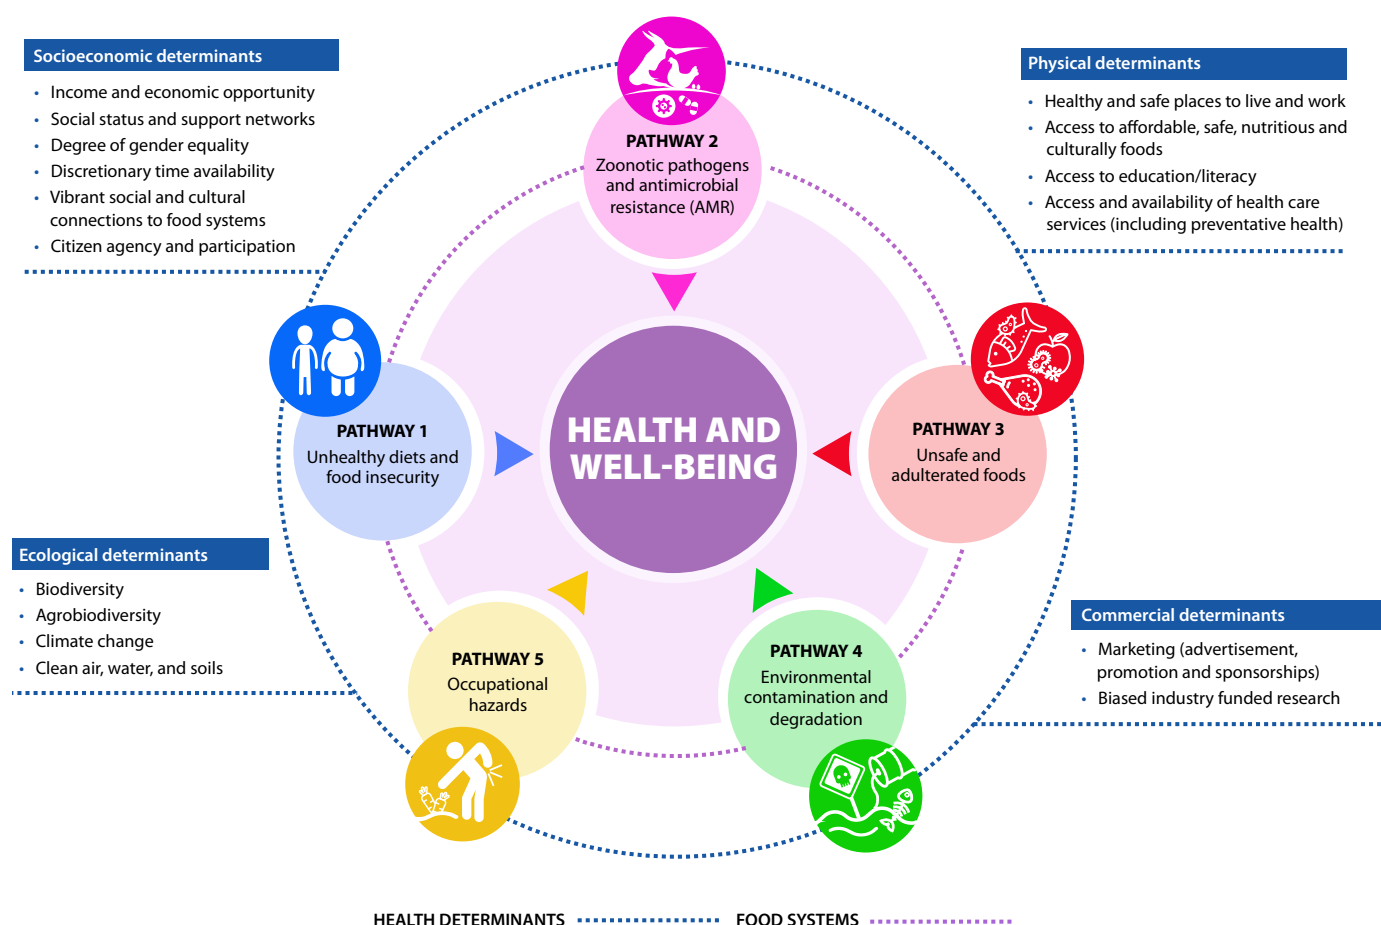 Socioeconomic determinants
• Income and economic opportunity
• Social status and support networks
• Degree of gender equality
• Discretionary time availability
• Vibrant social and cultural
connections to food systems
• Citizen agency and participation
Physical determinants
• Healthy and safe places to live and work
• Access to affordable, safe, nutritious and
culturally foods
• Access to education/literacy
• Access and availability of health care
services (including preventative health)
PATHWAY 2
Zoonotic pathogens
and antimicrobial
resistance (AMR)
PATHWAY 1
Unhealthy diets and
food insecurity
HEALTH AND
WELL-BEING
PATHWAY 3
Unsafe and
adulterated foods
Ecological determinants
• Biodiversity
• Agrobiodiversity
• Climate change
• Clean air, water, and soils
PATHWAY 5
Occupational
hazards
PATHWAY 4
Environmental
contamination and
degradation
Commercial determinants
• Marketing (advertisement,
promotion and sponsorships)
• Biased industry funded research
HEALTH DETERMINANTS
FOOD SYSTEMS